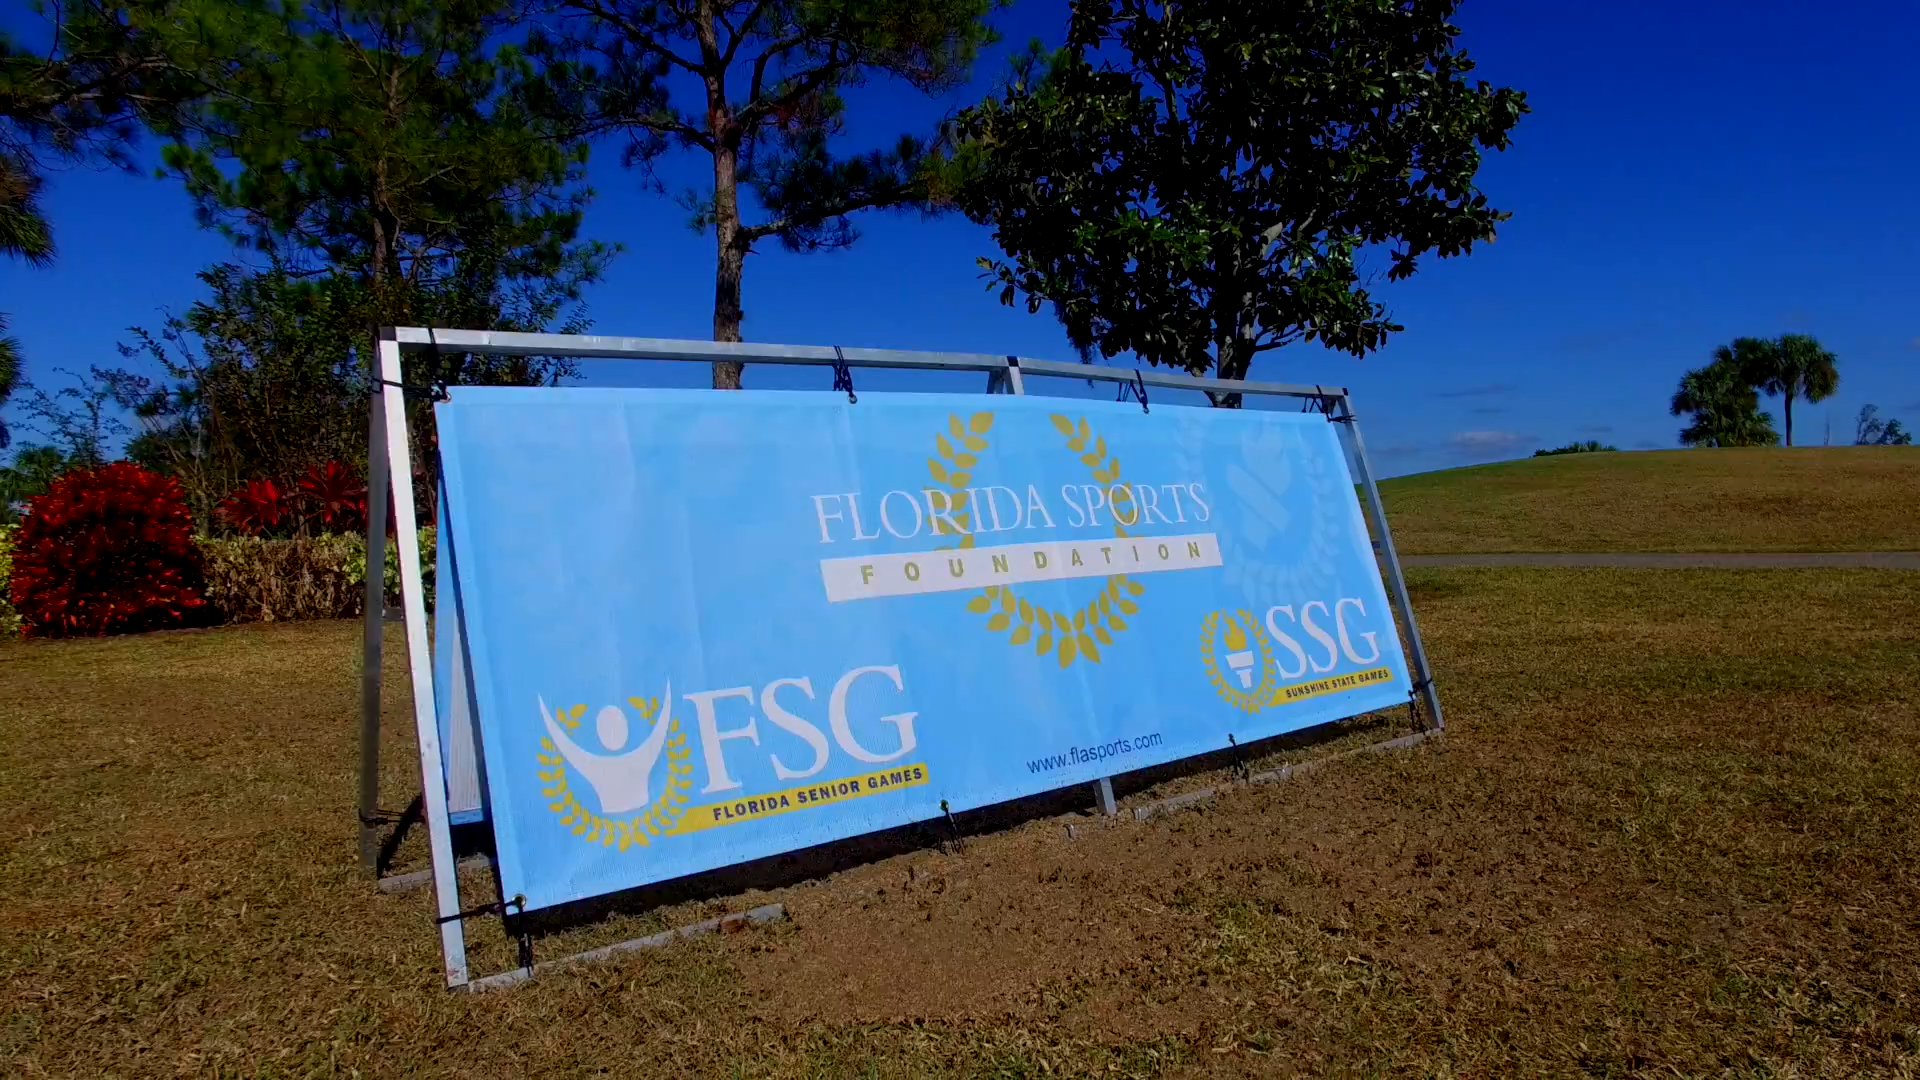 FLORIDA SPORTS
FOUNDATION
FSG
FLORIDA SENIOR GAMES
www.flasports.com
SSG
SUNSHINE STATE GAMES